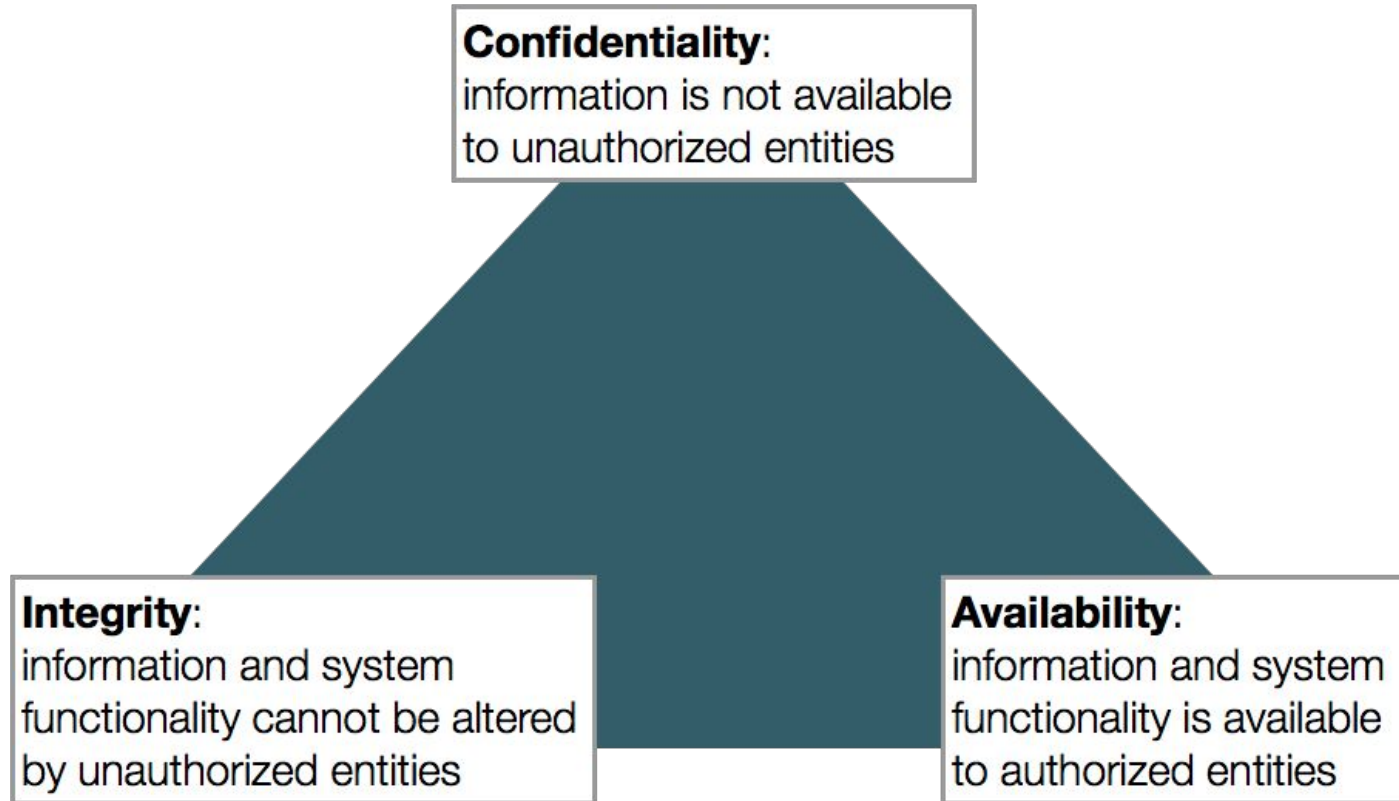 Confidentiality:
information is not available
to unauthorized entities
Integrity:
information and system
functionality cannot be altered
by unauthorized entities
Availability:
information and system
functionality is available
to authorized entities